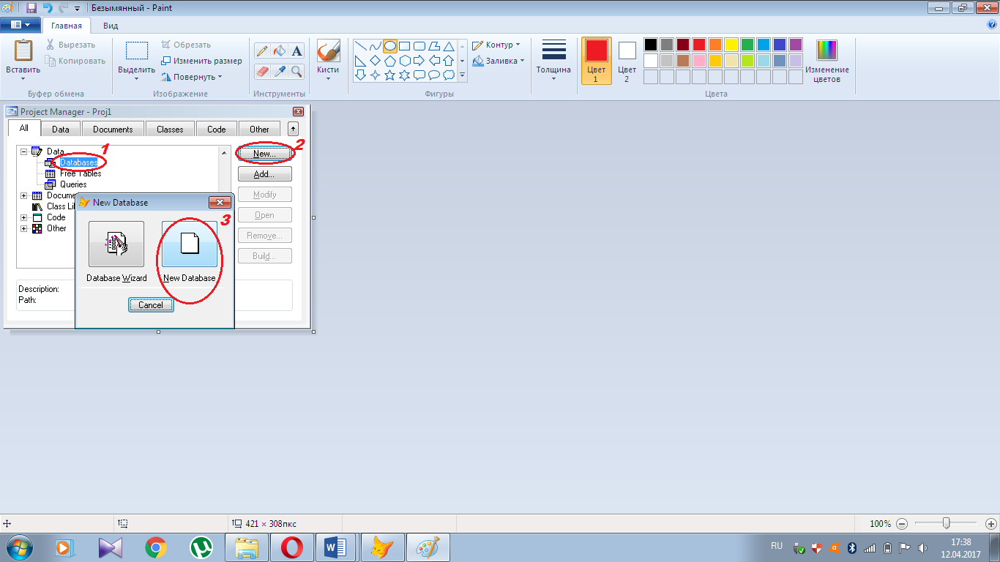 Безымянный - Paint
Главная Вид
Вставить
Вырезать
Копировать
Буфер обмена
Выделить
Обрезать
Изменить размер
Повернуть
Изображение
A
Инструменты
Кисти
Фигуры
Контур
Заливка
Толщина
Цвет 1
Цвет 2
Изменение цветов
Цвета
Project Manager - Proj1
All Data Documents Classes Code Other
Data 1
Databases
Free Tables
Queries
Docume
Class Li
Code
Other
New... 2
Add...
Modify
Open
Remove...
Build...
Description:
Path:
New Database
3
Database Wizard New Database
Cancel
421 × 308пкс
100%
RU
17:38
12.04.2017